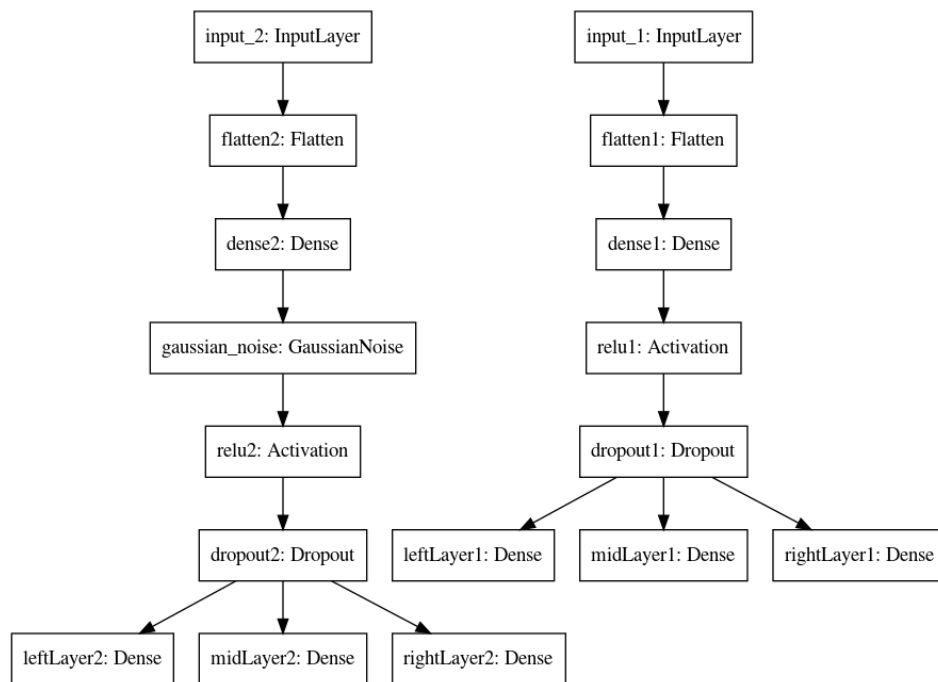 input_2: InputLayer
input_1: InputLayer
flatten2: Flatten
flatten1: Flatten
dense2: Dense
dense1: Dense
gaussian_noise: GaussianNoise
relu1: Activation
relu2: Activation
dropout1: Dropout
dropout2: Dropout
leftLayer1: Dense
midLayer1: Dense
rightLayer1: Dense
leftLayer2: Dense
midLayer2: Dense
rightLayer2: Dense